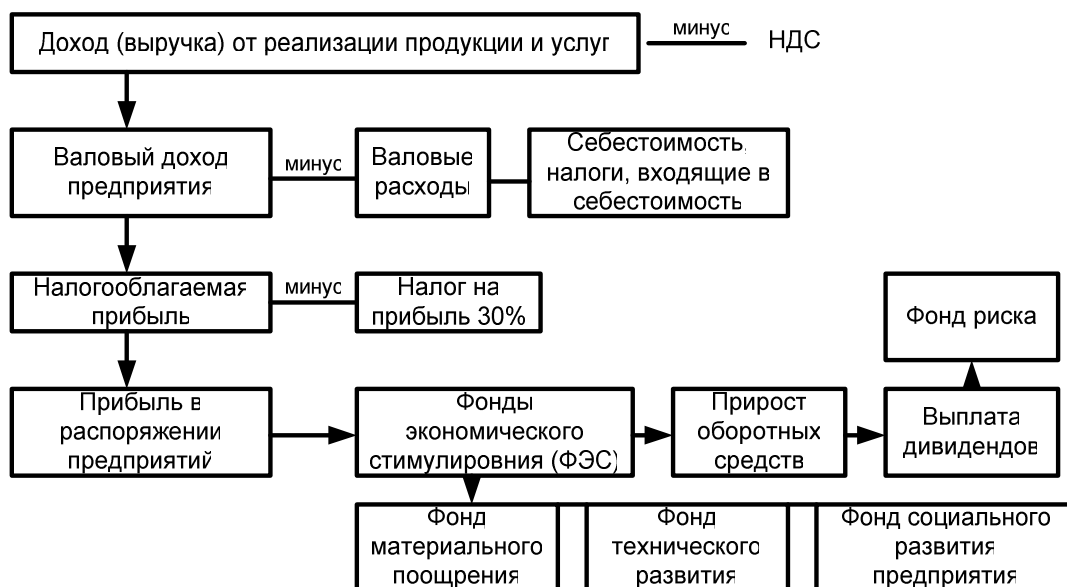 Доход (выручка) от реализации продукции и услуг
минус
НДС
Валовый доход
предприятия
минус
Валовые
расходы
Себестоимость,
налоги, входящие в
себестоимость
Налогооблагаемая
прибыль
минус
Налог на
прибыль 30%
Фонд риска
Прибыль в
распоряжении
предприятий
Фонды
экономического
стимулировния (ФЭС)
Прирост
оборотных
средств
Выплата
дивидендов
Фонд
материального
поощрения
Фонд
технического
развития
Фонд социального
развития
предприятия